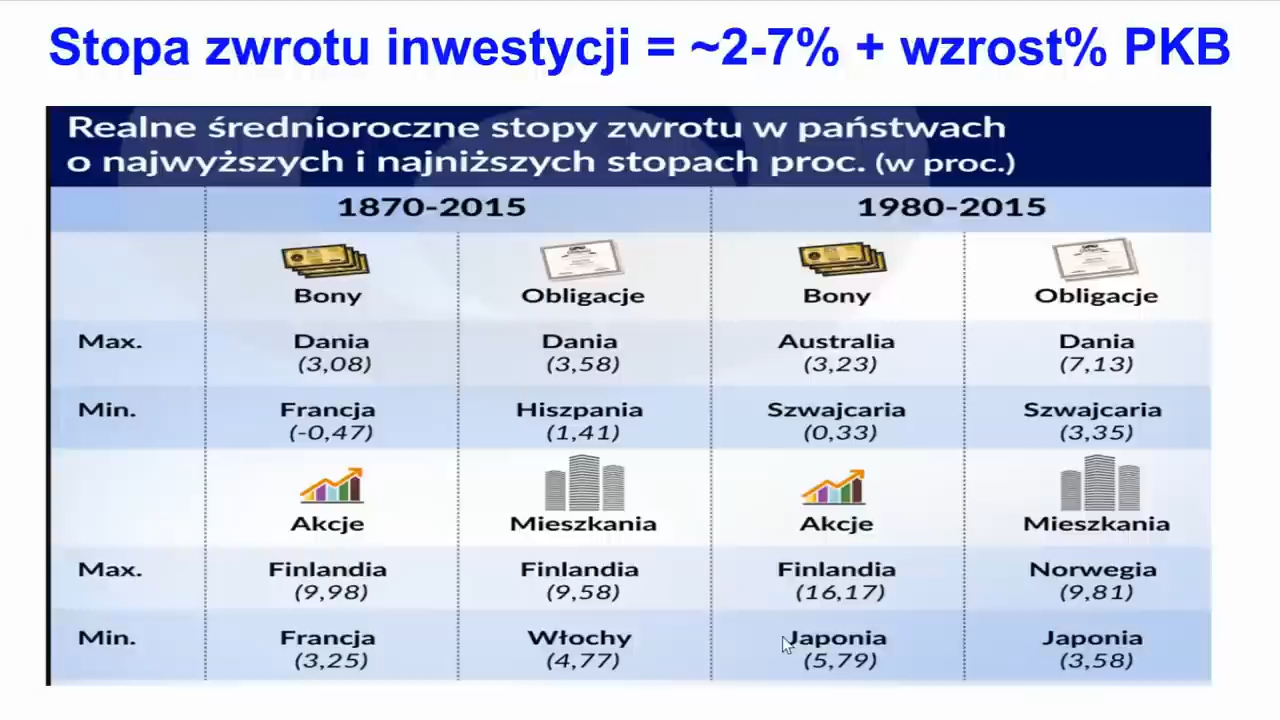 Stopa zwrotu inwestycji = ~2-7% + wzrost% PKB
Realne średnioroczne stopy zwrotu w państwach
o najwyższych i najniższych stopach proc. (w proc.)
1870-2015 1980-2015
Bony Obligacje Bony Obligacje
Max. Dania Dania Australia Dania
(3,08) (3,58) (3,23) (7,13)
Min. Francja Hiszpania Szwajcaria Szwajcaria
(-0,47) (1,41) (0,33) (3,35)
Akcje Mieszkania Akcje Mieszkania
Max. Finlandia Finlandia Finlandia Norwegia
(9,98) (9,58) (16,17) (9,81)
Min. Francja Włochy Japonia Japonia
(3,25) (4,77) (5,79) (3,58)